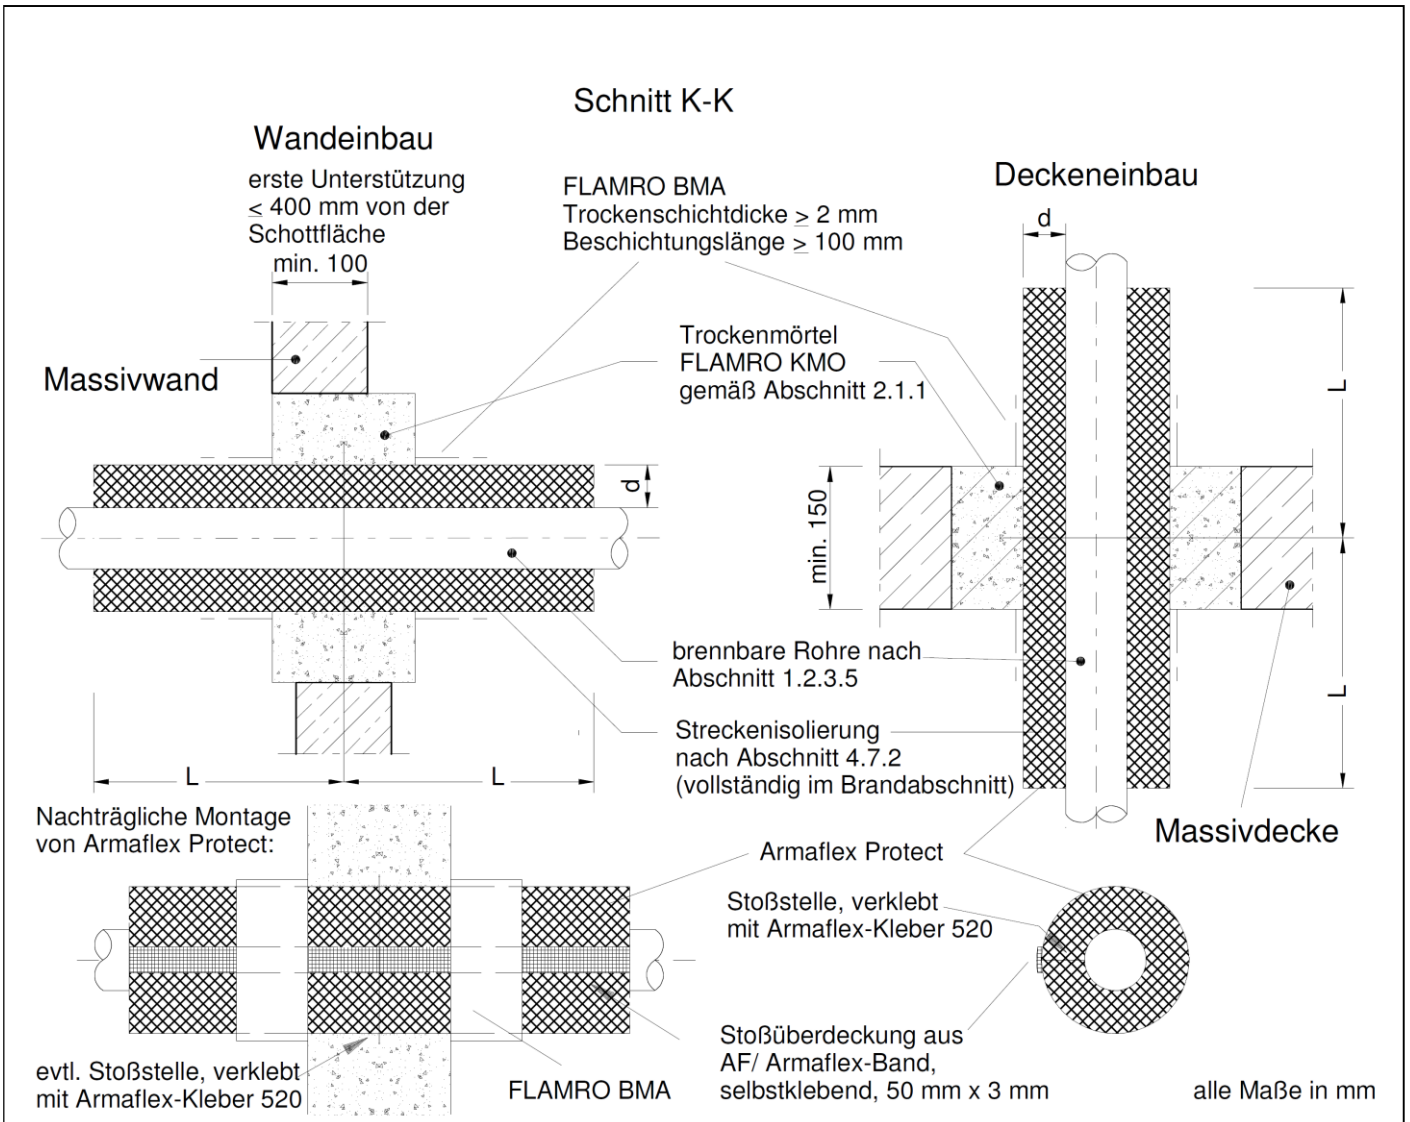 Schnitt K-K
Wandeinbau
erste Unterstützung
≤ 400 mm von der
Schottfläche
min. 100
FLAMRO BMA
Trockenschichtdicke ≥ 2 mm
Beschichtungslänge ≥ 100 mm
Deckeneinbau
d
Massivwand
Trockenmörtel
FLAMRO KMO
gemäß Abschnitt 2.1.1
L
d
min. 150
brennbare Rohre nach
Abschnitt 1.2.3.5
L
Streckenisolierung
nach Abschnitt 4.7.2
(vollständig im Brandabschnitt)
L
L
Massivdecke
Nachträgliche Montage
von Armaflex Protect:
Armaflex Protect
Stoßstelle, verklebt
mit Armaflex-Kleber 520
Stoßüberdeckung aus
AF/ Armaflex-Band,
selbstklebend, 50 mm x 3 mm
evtl. Stoßstelle, verklebt
mit Armaflex-Kleber 520
FLAMRO BMA
alle Maße in mm